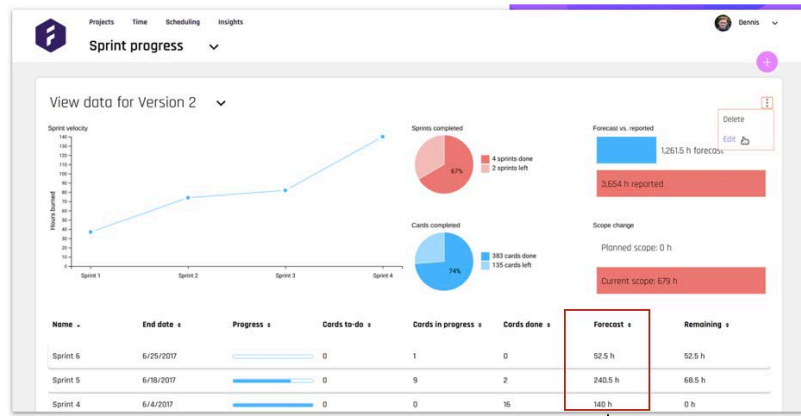 Projects Time Scheduling Insights Dennis
Sprint progress
View data for Version 2
Delete
Edit
Sprint velocity
Hours burned
140
130
120
110
100
90
80
70
60
50
40
30
20
10
0
Sprint 1 Sprint 2 Sprint 3 Sprint 4
Sprints completed
67%
4 sprints done
2 sprints left
Cards completed
74%
383 cards done
135 cards left
Forecast vs. reported
1,261.5 h forecast
3,654 h reported
Scope change
Planned scope: 0 h
Current scope: 679 h
Name End date Progress Cards to-do Cards in progress Cards done Forecast Remaining
Sprint 6 6/25/2017 0 1 0 52.5 h 52.5 h
Sprint 5 6/18/2017 0 9 2 240.5 h 68.5 h
Sprint 4 6/4/2017 0 0 16 140 h 0 h